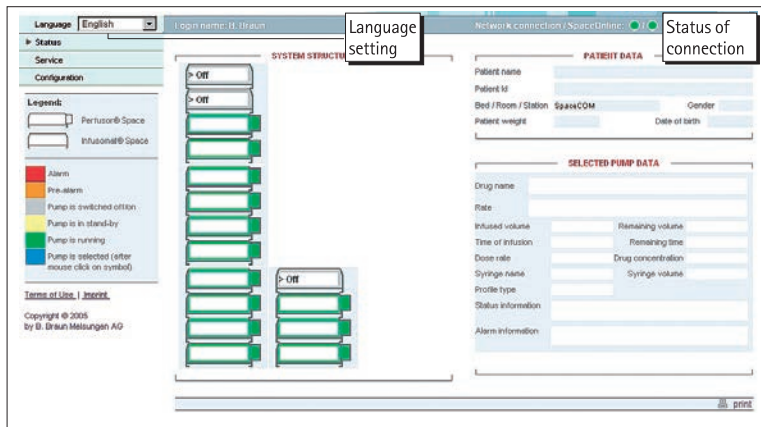 Language English
Login name: B. Braun
Network connection / SpaceOnline: /
Language
setting
Status of
connection
Status
Service
Configuration
Legend:
Perfusor® Space
Infusomat® Space
Alarm
Pre-alarm
Pump is switched off/on
Pump is in stand-by
Pump is running
Pump is selected (after
mouse click on symbol)
Terms of Use | Imprint
Copyright © 2005
by B. Braun Melsungen AG
SYSTEM STRUCTU
> Off
> Off
> Off
PATIENT DATA
Patient name
Patient Id
Bed / Room / Station SpaceCOM Gender
Patient weight Date of birth
SELECTED PUMP DATA
Drug name
Rate
Infused volume Remaining volume
Time of infusion Remaining time
Dose rate Drug concentration
Syringe name Syringe volume
Profile type
Status information
Alarm information
print